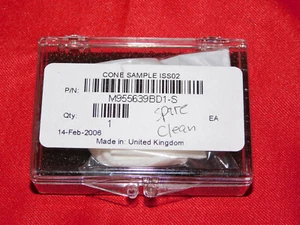 CONE SAMPLE ISS02
P/N:
M955639BD1-S
Qty. spare EA
1 clean
14-Feb-2006
Made in: United Kingdom